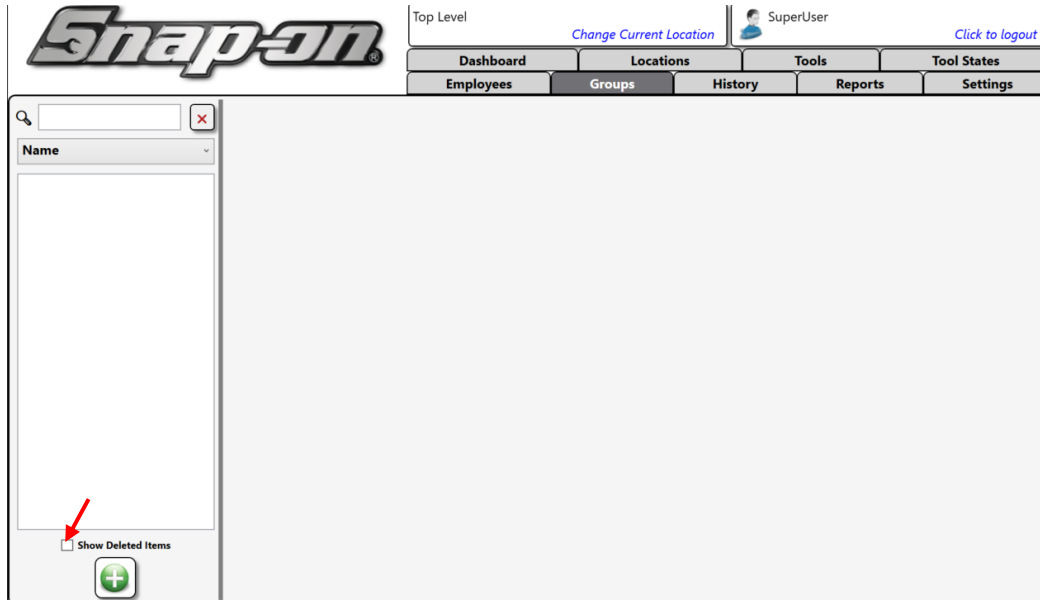 Snap-on®
Top Level
Change Current Location
SuperUser
Click to logout
Dashboard Locations Tools Tool States
Employees Groups History Reports Settings
Name
Show Deleted Items